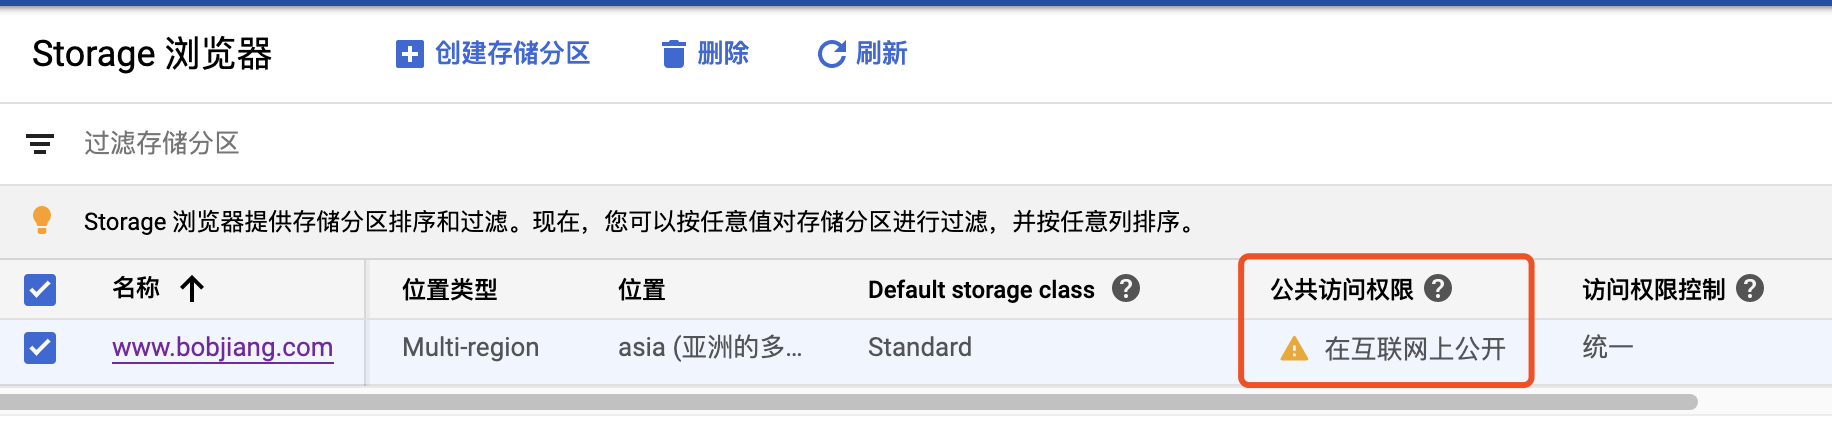 Storage 浏览器 创建存储分区 删除 刷新
过滤存储分区
Storage 浏览器提供存储分区排序和过滤。现在，您可以按任意值对存储分区进行过滤，并按任意列排序。
名称 位置类型 位置 Default storage class 公共访问权限 访问权限控制
www.bobjiang.com Multi-region asia (亚洲的多... Standard 在互联网上公开 统一